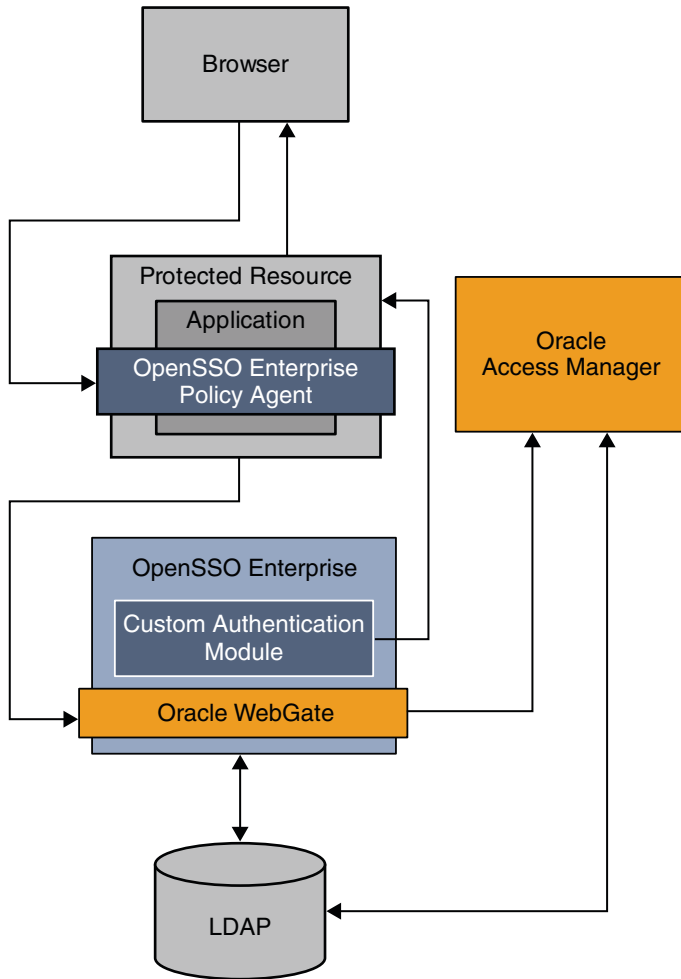 Browser
Protected Resource
Application
OpenSSO Enterprise
Policy Agent
Oracle
Access Manager
OpenSSO Enterprise
Custom Authentication
Module
Oracle WebGate
LDAP